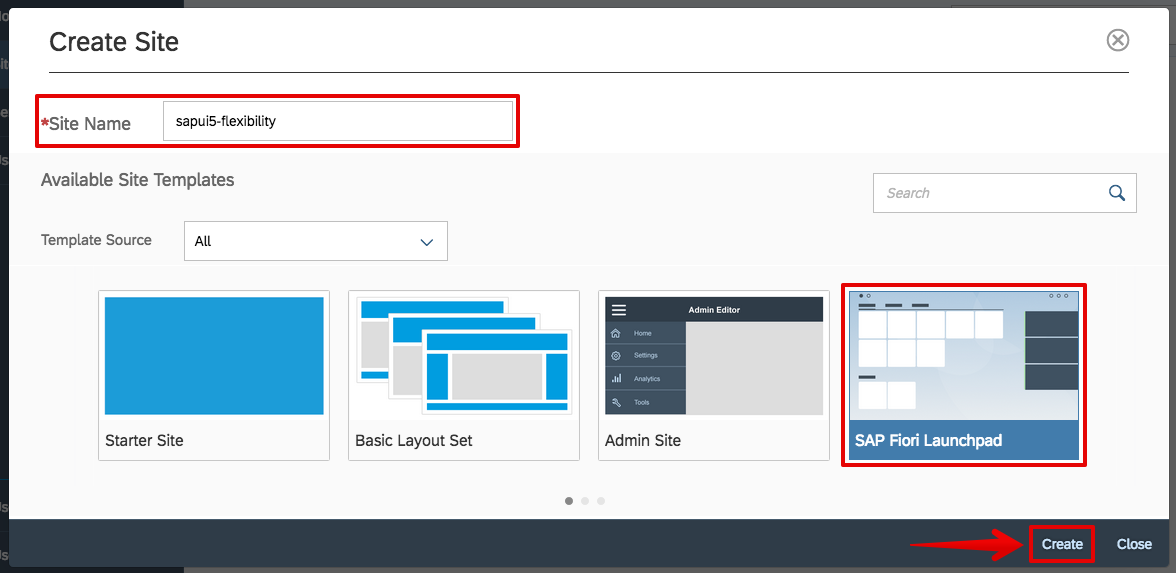 Create Site
*Site Name
sapui5-flexibility
Available Site Templates
Search
Template Source
All
Admin Editor
Home
Settings
Analytics
Tools
Starter Site
Basic Layout Set
Admin Site
SAP Fiori Launchpad
Create
Close